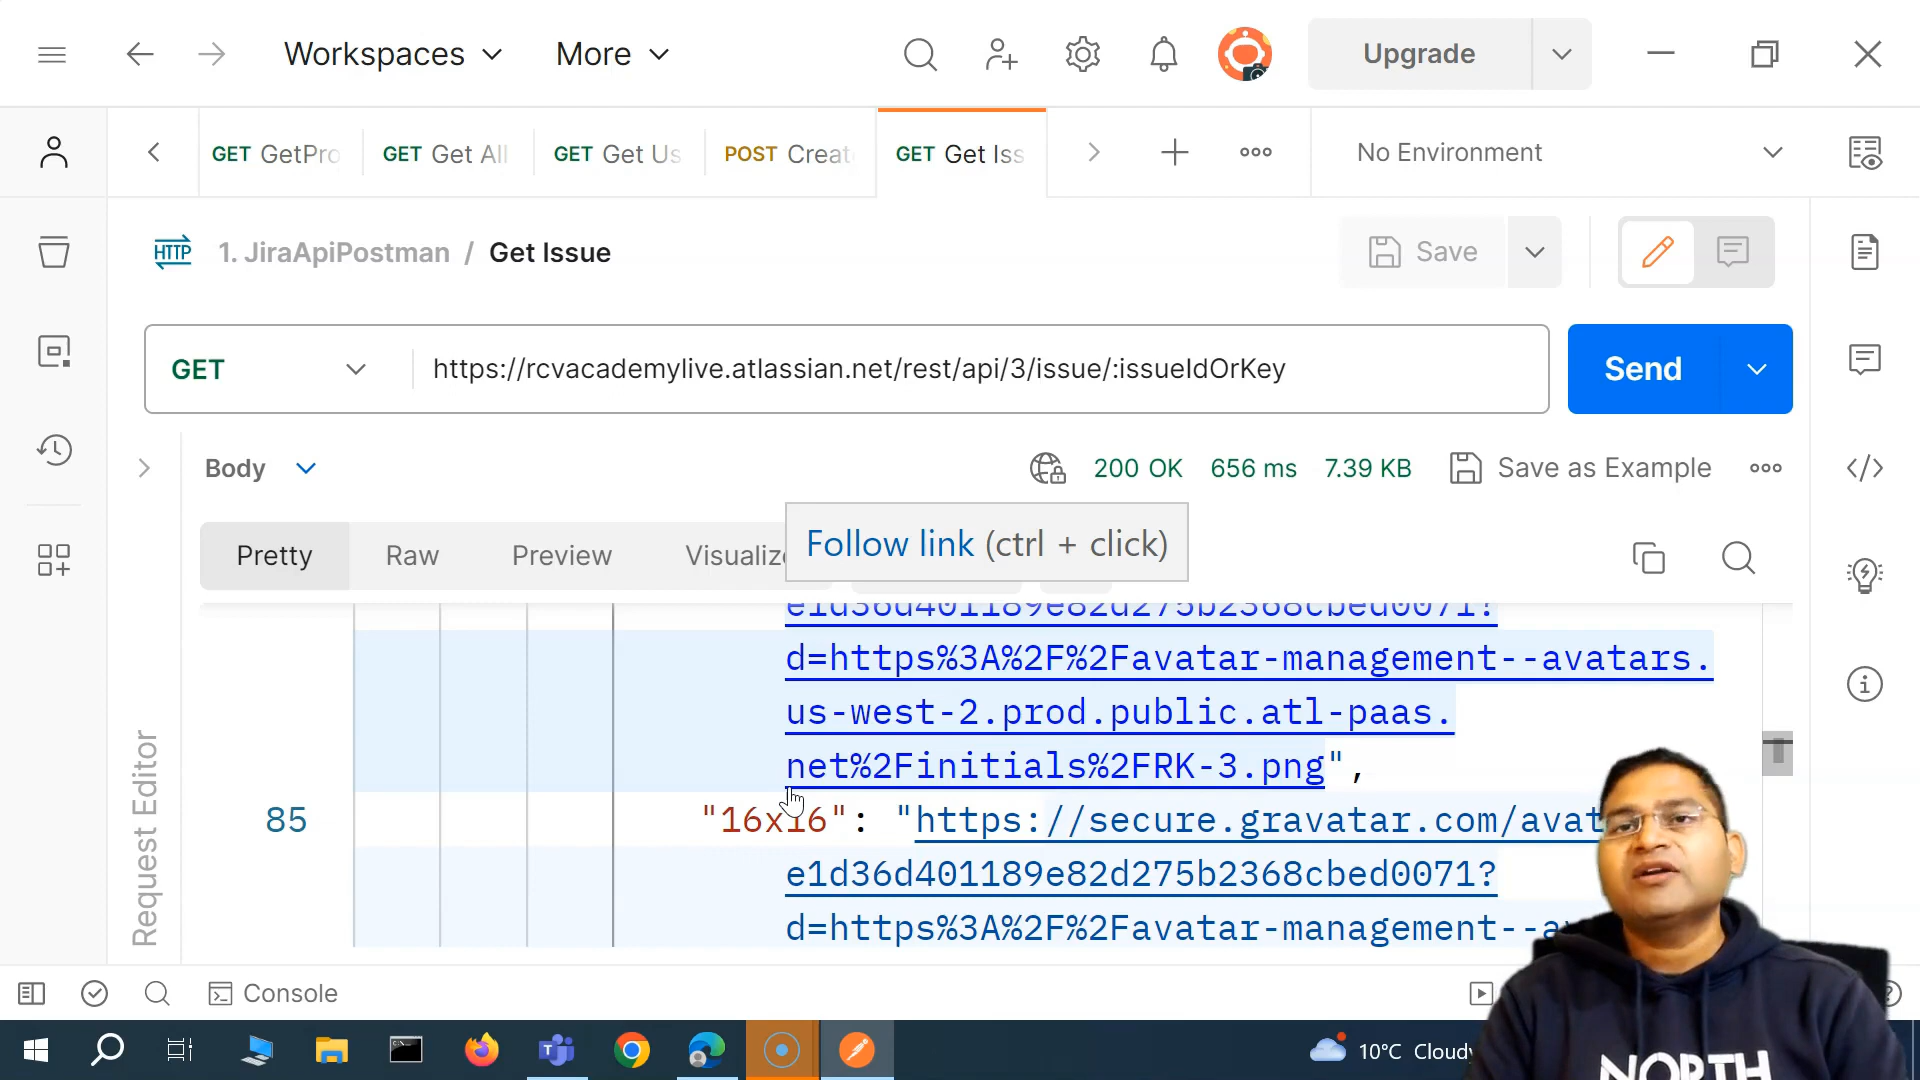 Workspaces More Upgrade
GET GetPro GET Get All GET Get Us POST Creat GET Get Iss No Environment
HTTP 1. JiraApiPostman / Get Issue Save
GET https://rcvacademylive.atlassian.net/rest/api/3/issue/:issueIdOrKey Send
Body 200 OK 656 ms 7.39 KB Save as Example
Follow link (ctrl + click)
Pretty Raw Preview Visualize
e1d36d401189e82d275b2368cbed0071?
d=https%3A%2F%2Favatar-management--avatars.
us-west-2.prod.public.atl-paas.
net%2Finitials%2FRK-3.png",
85 "16x16": "https://secure.gravatar.com/avat
e1d36d401189e82d275b2368cbed0071?
d=https%3A%2F%2Favatar-management--a
Request Editor
Console
10°C Cloudy
NORTH